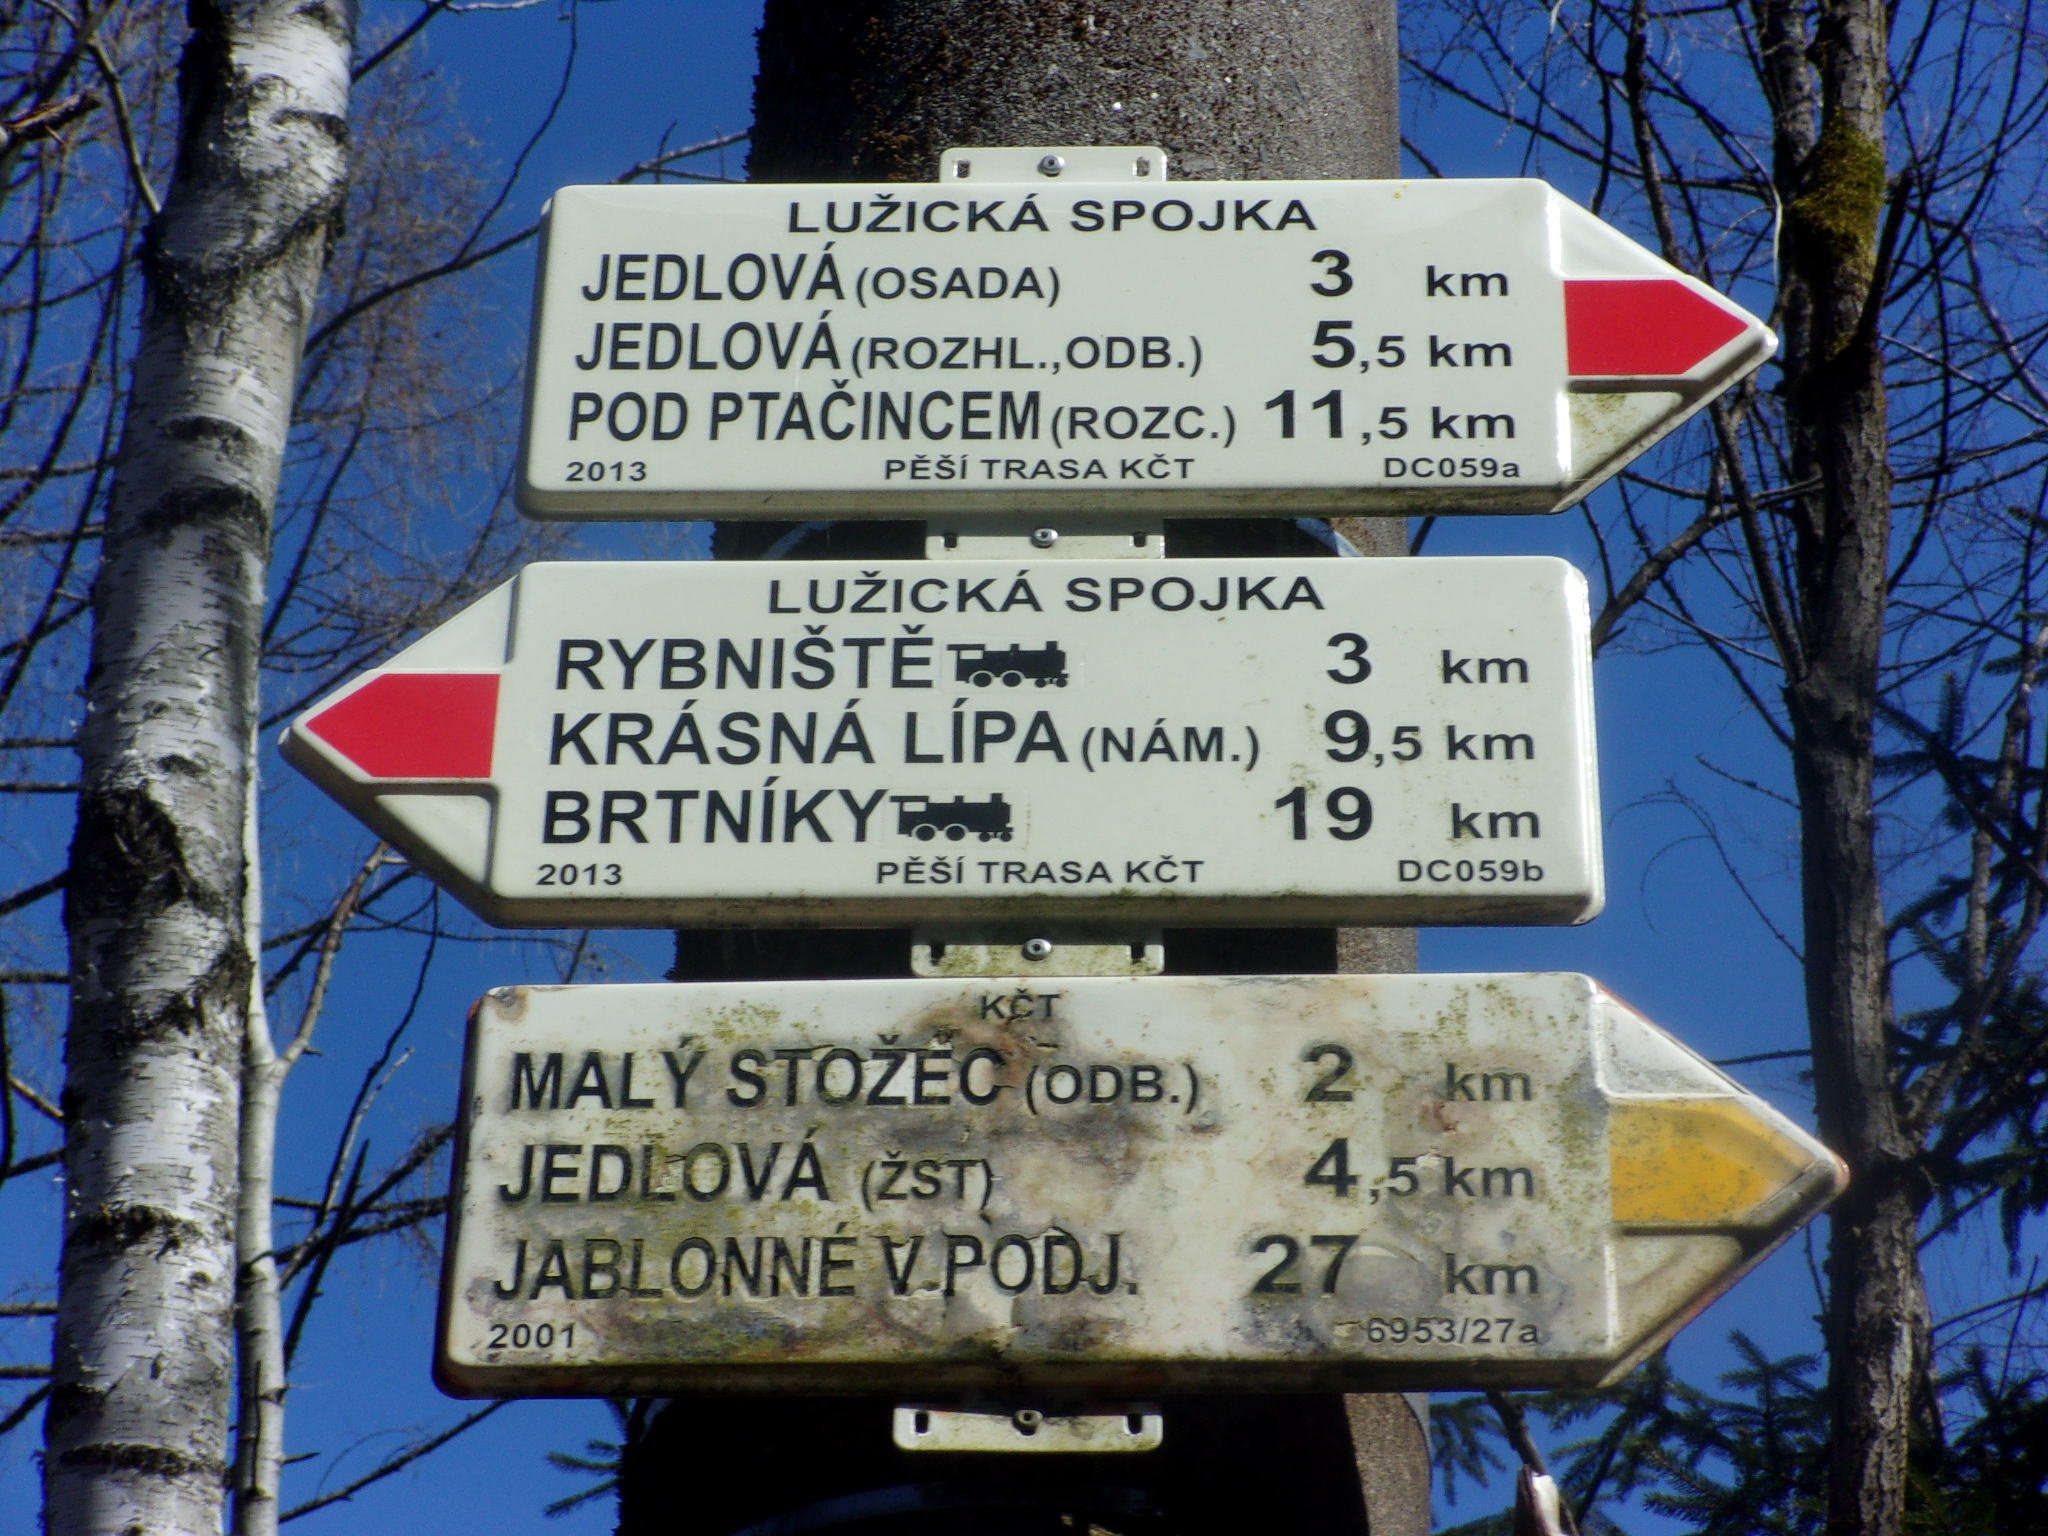 LUŽICKÁ SPOJKA
JEDLOVÁ (OSADA) 3 km
JEDLOVÁ (ROZHL.,ODB.) 5,5 km
POD PTAČINCEM (ROZC.) 11,5 km
2013 PĚŠÍ TRASA KČT DC059a
LUŽICKÁ SPOJKA
RYBNIŠTĚ 3 km
KRÁSNÁ LÍPA (NÁM.) 9,5 km
BRTNÍKY 19 km
2013 PĚŠÍ TRASA KČT DC059b
KČT
MALÝ STOŽEC (ODB.) 2 km
JEDLOVÁ (ŽST) 4,5 km
JABLONNÉ V PODJ. 27 km
2001 6953/27a